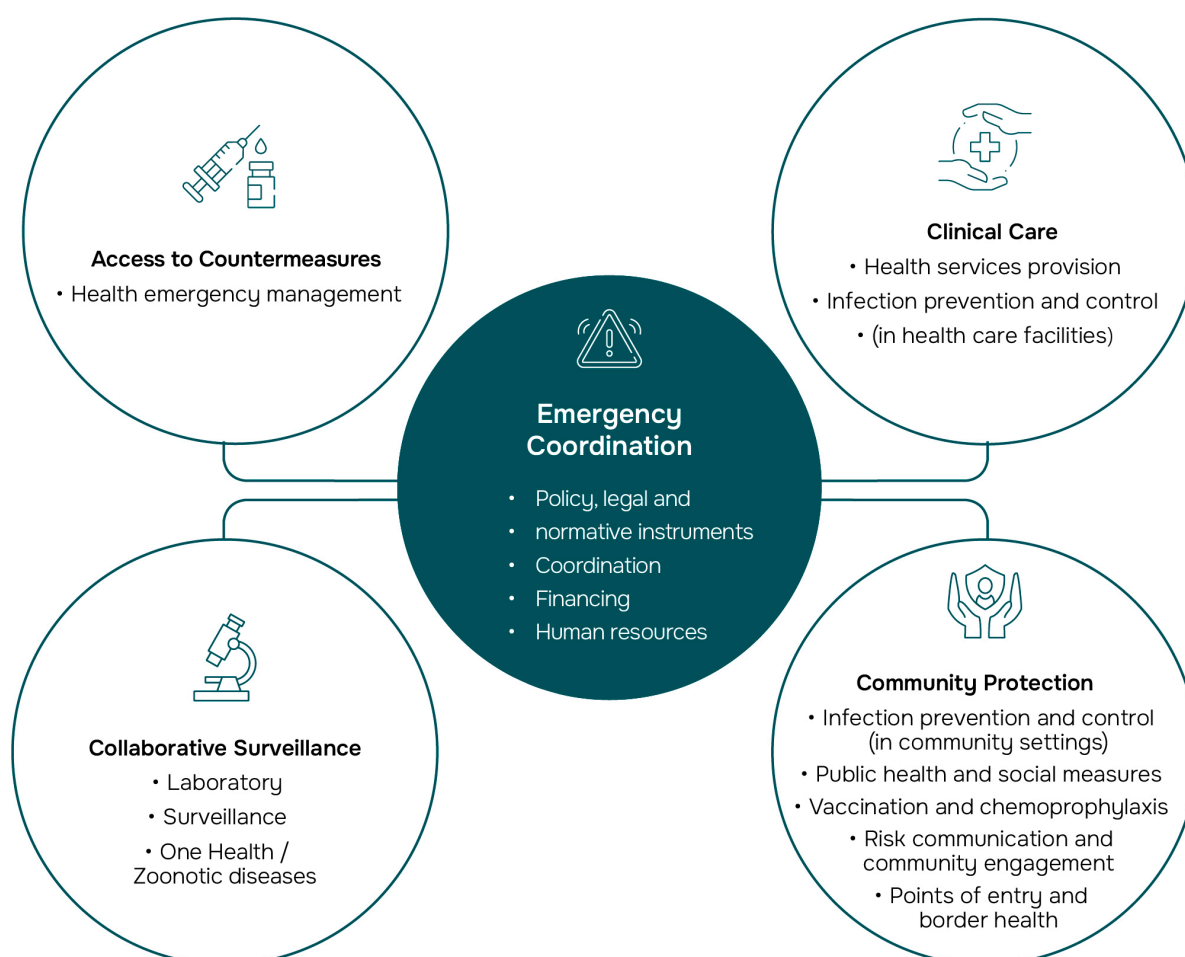 Access to Countermeasures
• Health emergency management
Clinical Care
• Health services provision
• Infection prevention and control
• (in health care facilities)
Emergency
Coordination
• Policy, legal and
• normative instruments
• Coordination
• Financing
• Human resources
Collaborative Surveillance
• Laboratory
• Surveillance
• One Health /
Zoonotic diseases
Community Protection
• Infection prevention and control
(in community settings)
• Public health and social measures
• Vaccination and chemoprophylaxis
• Risk communication and
community engagement
• Points of entry and
border health